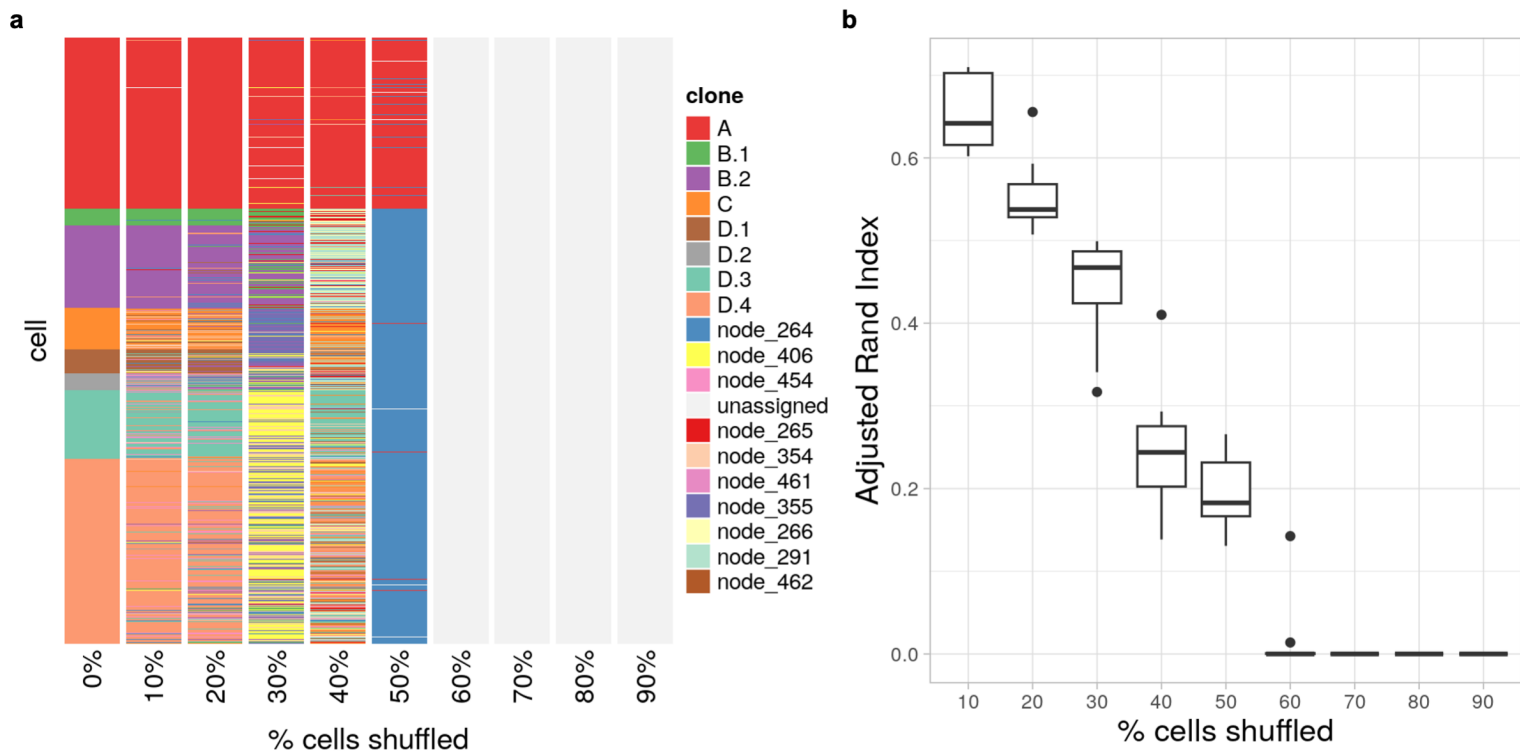 a
cell
0%
10%
20%
30%
40%
50%
60%
70%
80%
90%
% cells shuffled
clone
A
B.1
B.2
C
D.1
D.2
D.3
D.4
node_264
node_406
node_454
unassigned
node_265
node_354
node_461
node_355
node_266
node_291
node_462
b
Adjusted Rand Index
0.6
0.4
0.2
0.0
10
20
30
40
50
60
70
80
90
% cells shuffled